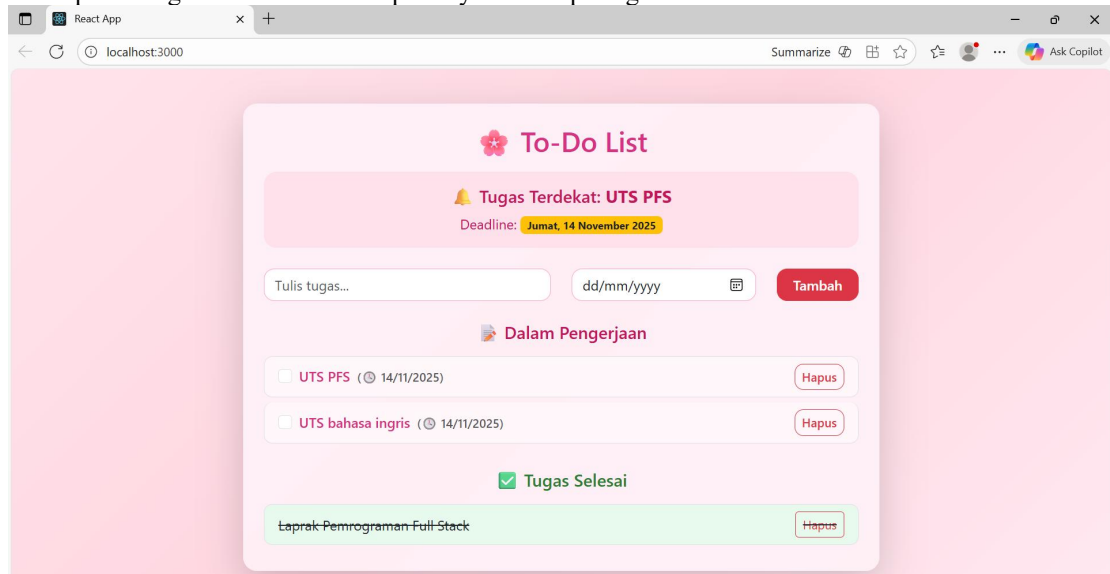 React App
localhost:3000
Summarize
Ask Copilot
To-Do List
Tugas Terdekat: UTS PFS
Deadline: Jumat, 14 November 2025
Tulis tugas... dd/mm/yyyy Tambah
Dalam Pengerjaan
UTS PFS ( 14/11/2025) Hapus
UTS bahasa ingris ( 14/11/2025) Hapus
Tugas Selesai
Laprak Pemrograman Full Stack Hapus